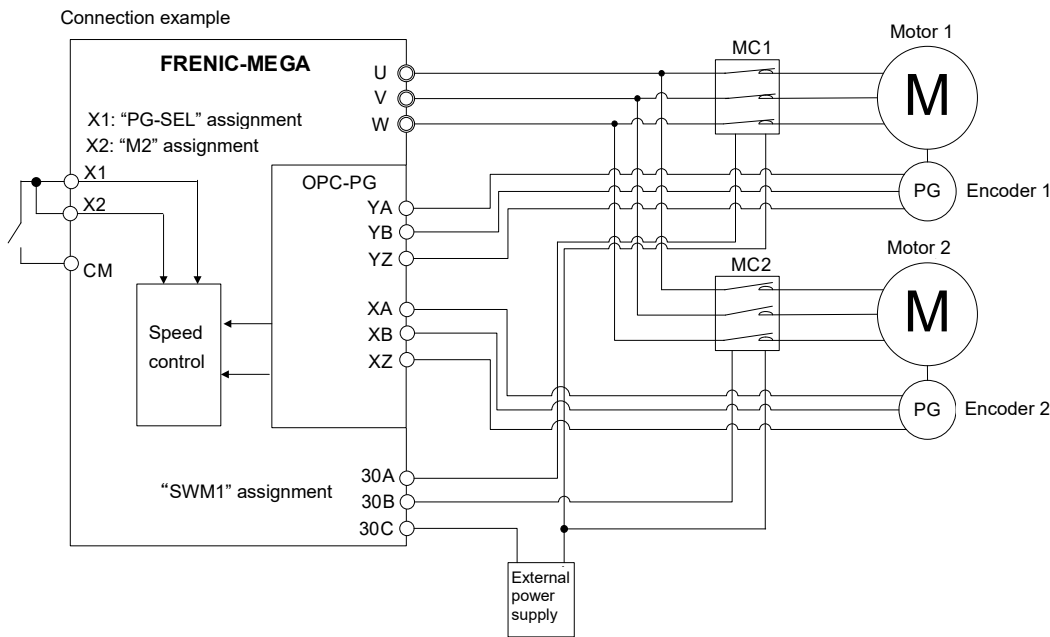 Connection example
FRENIC-MEGA
X1: “PG-SEL” assignment
X2: “M2” assignment
X1
X2
CM
Speed
control
OPC-PG
U
V
W
YA
YB
YZ
XA
XB
XZ
“SWM1” assignment
30A
30B
30C
External
power
supply
MC1
Motor 1
M
PG
Encoder 1
MC2
Motor 2
M
PG
Encoder 2